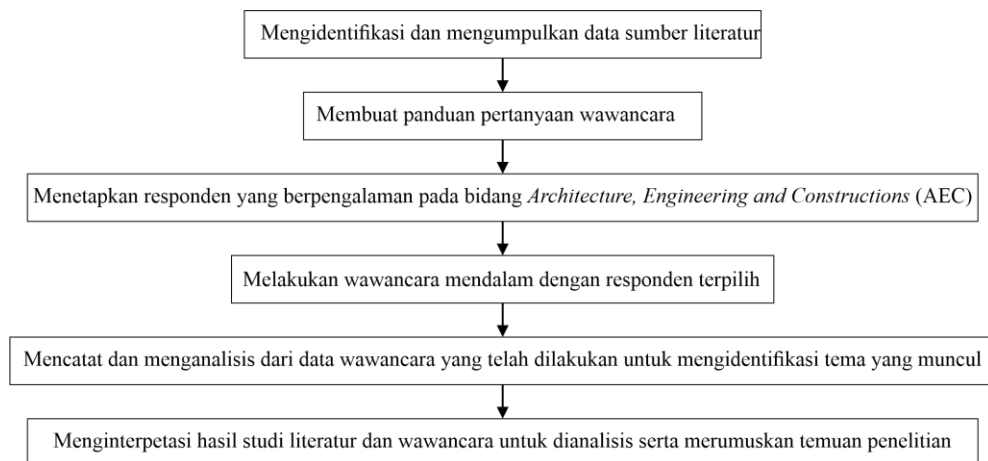 Mengidentifikasi dan mengumpulkan data sumber literatur
Membuat panduan pertanyaan wawancara
Menetapkan responden yang berpengalaman pada bidang Architecture, Engineering and Constructions (AEC)
Melakukan wawancara mendalam dengan responden terpilih
Mencatat dan menganalisis dari data wawancara yang telah dilakukan untuk mengidentifikasi tema yang muncul
Menginterpetasi hasil studi literatur dan wawancara untuk dianalisis serta merumuskan temuan penelitian